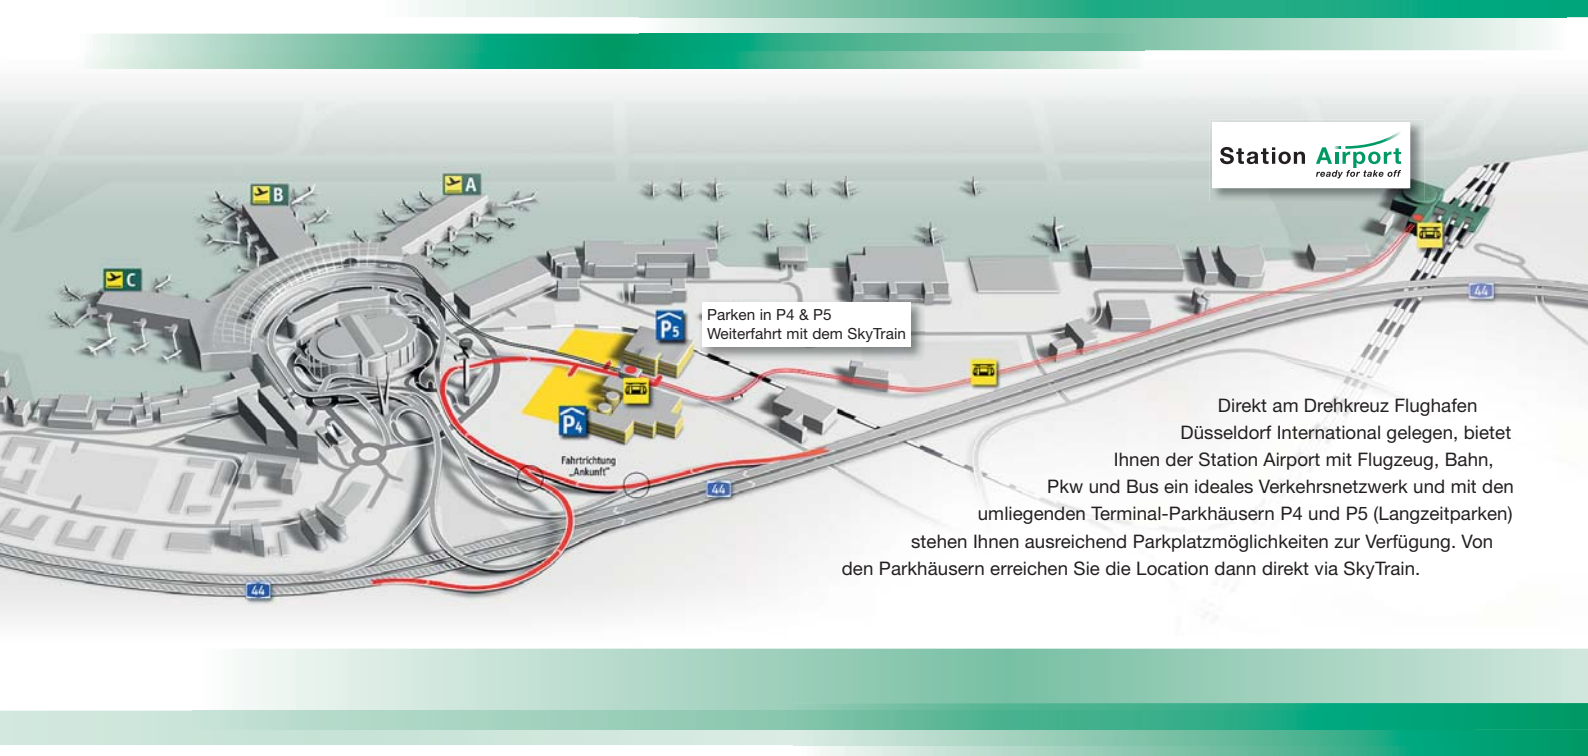 Station Airport
ready for take off
A
B
C
44
P5
Parken in P4 & P5
Weiterfahrt mit dem SkyTrain
P4
Fahrtrichtung
„Ankunft"
44
44
Direkt am Drehkreuz Flughafen
Düsseldorf International gelegen, bietet
Ihnen der Station Airport mit Flugzeug, Bahn,
Pkw und Bus ein ideales Verkehrsnetzwerk und mit den
umliegenden Terminal-Parkhäusern P4 und P5 (Langzeitparken)
stehen Ihnen ausreichend Parkplatzmöglichkeiten zur Verfügung. Von
den Parkhäusern erreichen Sie die Location dann direkt via SkyTrain.